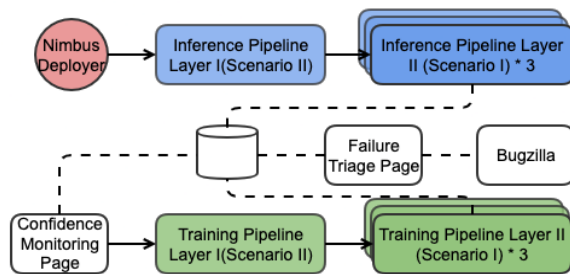 Nimbus
Deployer
Inference Pipeline
Layer I(Scenario II)
Inference Pipeline Layer
II (Scenario I) * 3
Failure
Triage Page
Bugzilla
Confidence
Monitoring
Page
Training Pipeline
Layer I(Scenario II)
Training Pipeline Layer II
(Scenario I) * 3